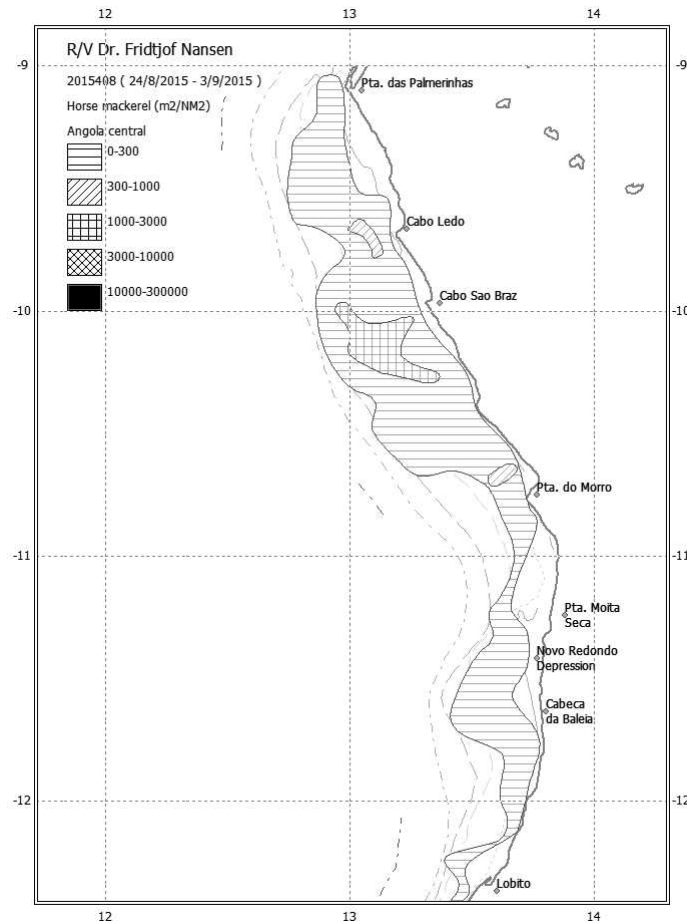 12 13 14
R/V Dr. Fridtjof Nansen
-9 -9
2015408 ( 24/8/2015 - 3/9/2015 )
Pta. das Palmerinhas
Horse mackerel (m2/NM2)
Angola central
0-300
300-1000
1000-3000
3000-10000
10000-300000
Cabo Ledo
Cabo Sao Braz
-10 -10
Pta. do Morro
-11 -11
Pta. Moita
Seca
Novo Redondo
Depression
Cabeca
da Baleia
-12 -12
Lobito
12 13 14